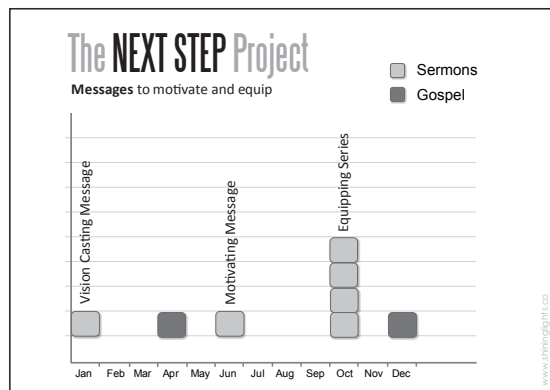 The NEXT STEP Project
Messages to motivate and equip
Sermons
Gospel
Vision Casting Message
Motivating Message
Equipping Series
Jan Feb Mar Apr May Jun Jul Aug Sep Oct Nov Dec
www.shininglights.co